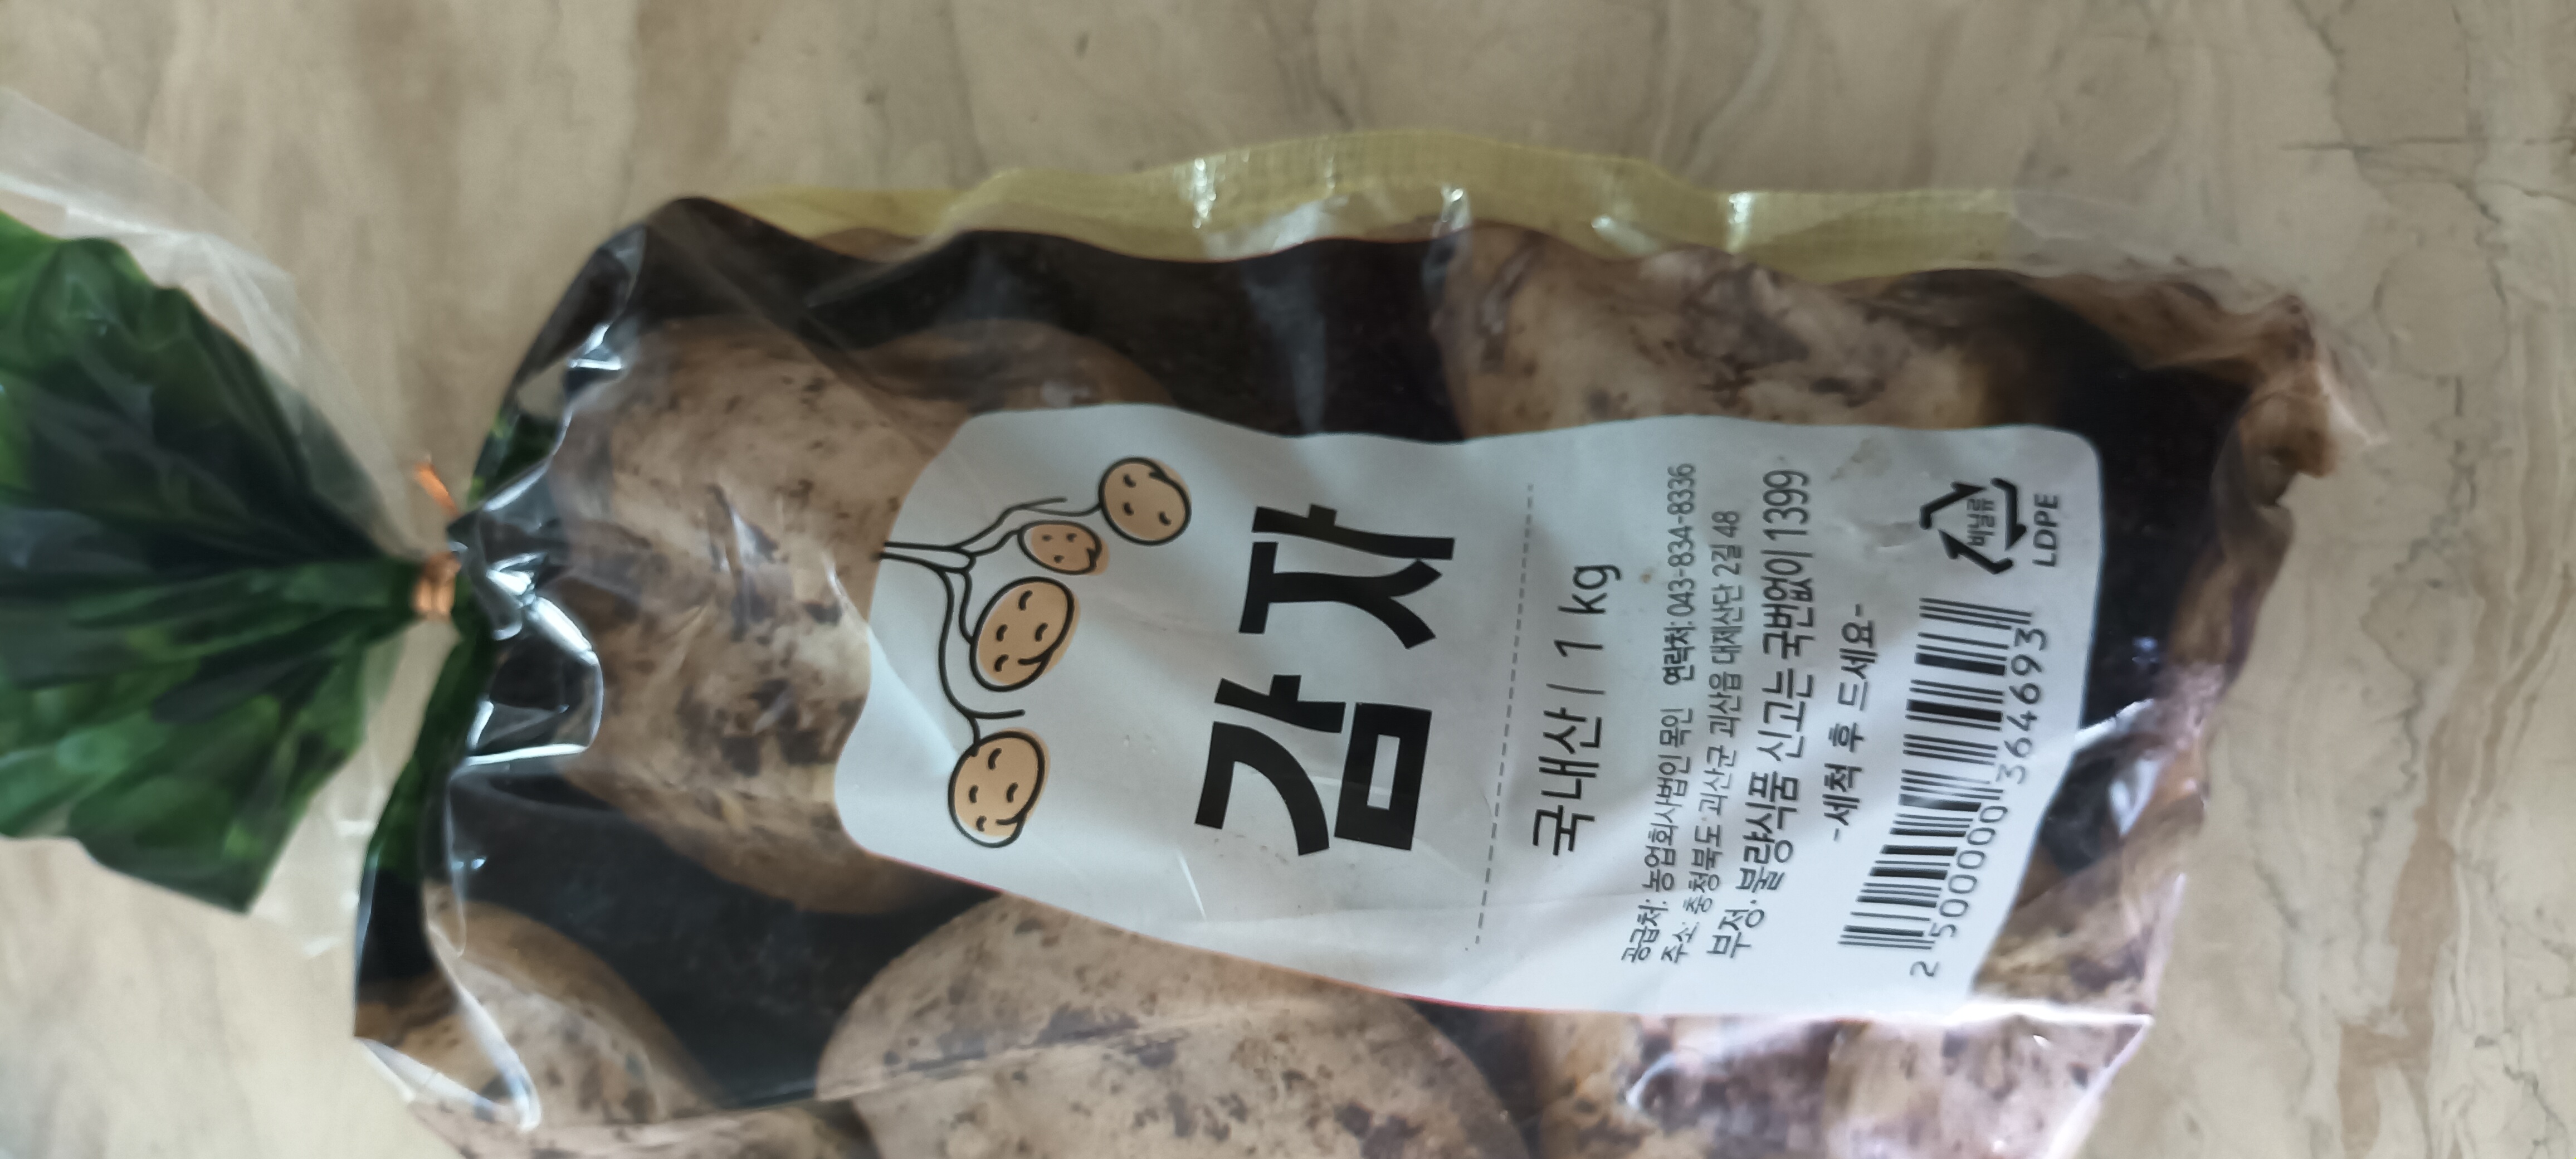 감자
국내산 | 1 kg
공급처: 농업회사법인 목인 연락처: 043-834-8336
주소: 충청북도 괴산군 괴산읍 대제산단 2길 48
부정·불량식품 신고는 국번없이 1399
-세척 후 드세요-
비닐류
LDPE
2 500000 364693